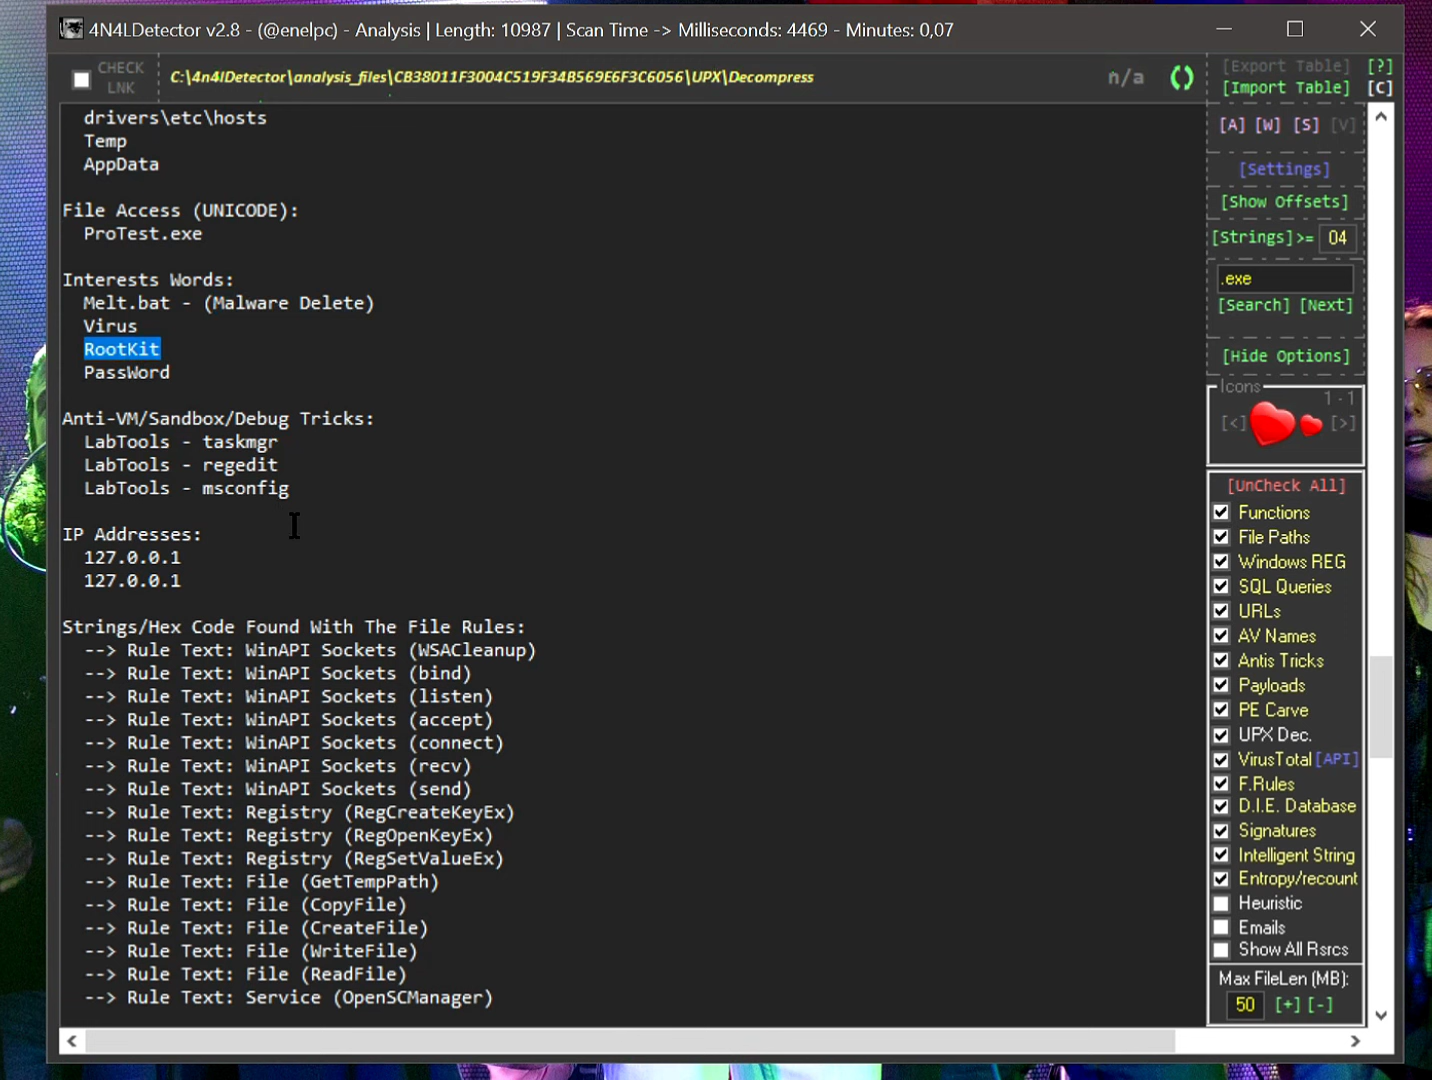 4N4LDetector v2.8 - (@enelpc) - Analysis | Length: 10987 | Scan Time -> Milliseconds: 4469 - Minutes: 0,07
CHECK
LNK
C:\4n4lDetector\analysis_files\CB38011F3004C519F34B569E6F3C6056\UPX\Decompress
n/a
[Export Table] [?]
[Import Table] [C]
drivers\etc\hosts
Temp
AppData
File Access (UNICODE):
ProTest.exe
Interests Words:
Melt.bat - (Malware Delete)
Virus
RootKit
PassWord
Anti-VM/Sandbox/Debug Tricks:
LabTools - taskmgr
LabTools - regedit
LabTools - msconfig
IP Addresses:
127.0.0.1
127.0.0.1
Strings/Hex Code Found With The File Rules:
--> Rule Text: WinAPI Sockets (WSACleanup)
--> Rule Text: WinAPI Sockets (bind)
--> Rule Text: WinAPI Sockets (listen)
--> Rule Text: WinAPI Sockets (accept)
--> Rule Text: WinAPI Sockets (connect)
--> Rule Text: WinAPI Sockets (recv)
--> Rule Text: WinAPI Sockets (send)
--> Rule Text: Registry (RegCreateKeyEx)
--> Rule Text: Registry (RegOpenKeyEx)
--> Rule Text: Registry (RegSetValueEx)
--> Rule Text: File (GetTempPath)
--> Rule Text: File (CopyFile)
--> Rule Text: File (CreateFile)
--> Rule Text: File (WriteFile)
--> Rule Text: File (ReadFile)
--> Rule Text: Service (OpenSCManager)
[A] [W] [S] [V]
[Settings]
[Show Offsets]
[Strings]>= 04
.exe
[Search] [Next]
[Hide Options]
Icons
1 - 1
[<] [>]
[UnCheck All]
Functions
File Paths
Windows REG
SQL Queries
URLs
AV Names
Antis Tricks
Payloads
PE Carve
UPX Dec.
VirusTotal [API]
F.Rules
D.I.E. Database
Signatures
Intelligent String
Entropy/recount
Heuristic
Emails
Show All Rsrcs
Max FileLen (MB):
50 [+] [-]